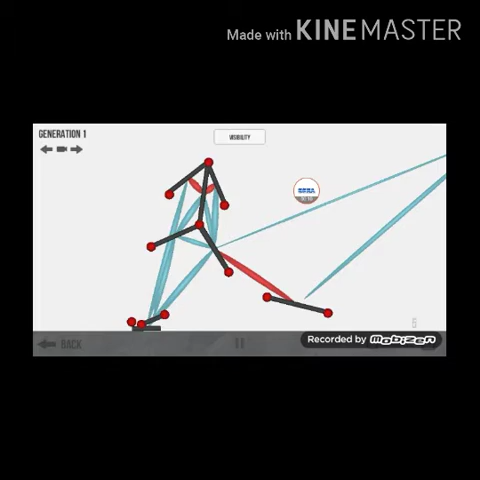 Made with KINEMASTER
GENERATION 1
VISIBILITY
BACK
Recorded by mobizen